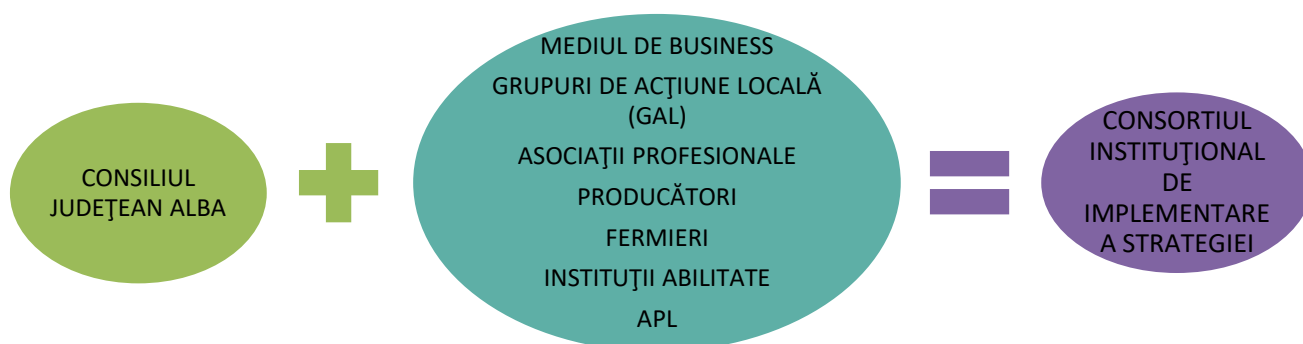 CONSILIUL
JUDEŢEAN ALBA
MEDIUL DE BUSINESS
GRUPURI DE ACŢIUNE LOCALĂ
(GAL)
ASOCIAŢII PROFESIONALE
PRODUCĂTORI
FERMIERI
INSTITUŢII ABILITATE
APL
CONSORTIUL
INSTITUŢIONAL
DE
IMPLEMENTARE
A STRATEGIEI